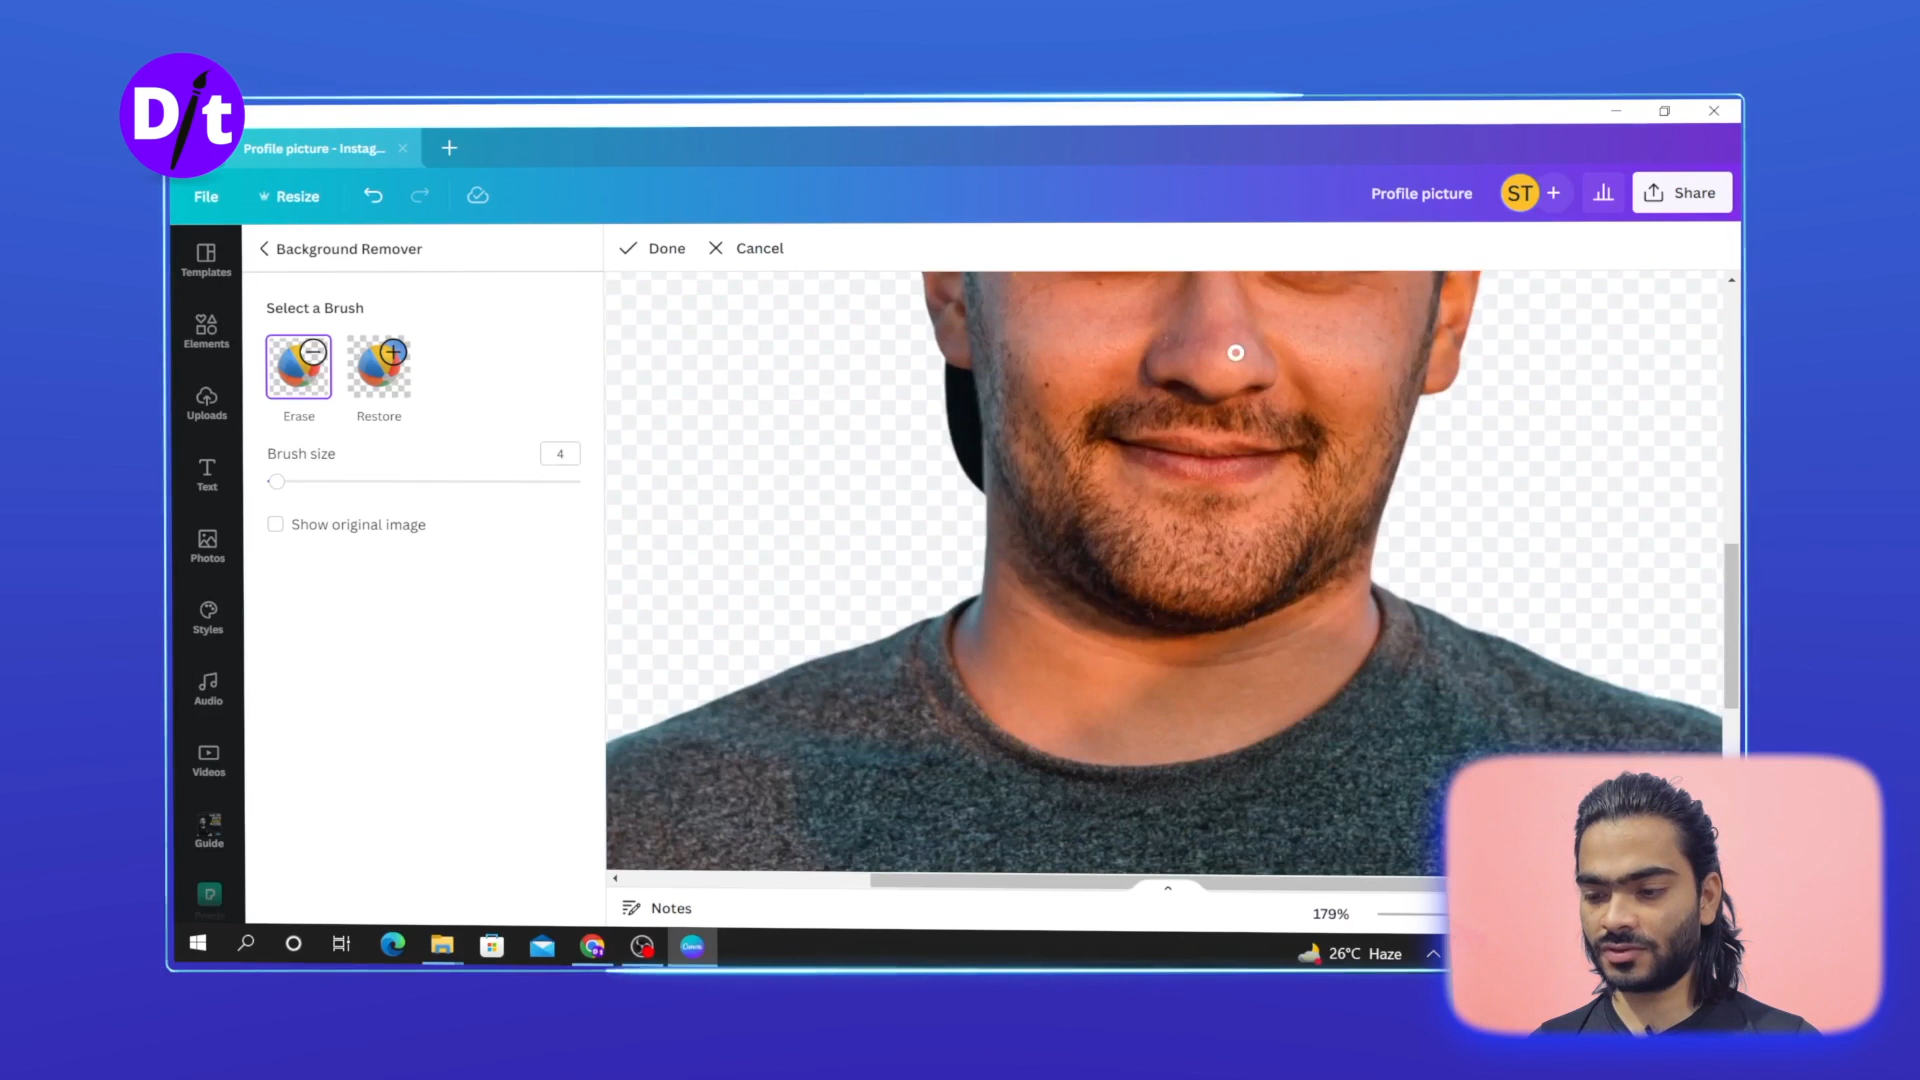 D/t
Profile picture - Instag...
File
Resize
Profile picture
ST
Share
Templates
Elements
Uploads
Text
Photos
Styles
Audio
Videos
Guide
Background Remover
Done
Cancel
Select a Brush
Erase
Restore
Brush size
4
Show original image
Notes
179%
Canva
26°C Haze